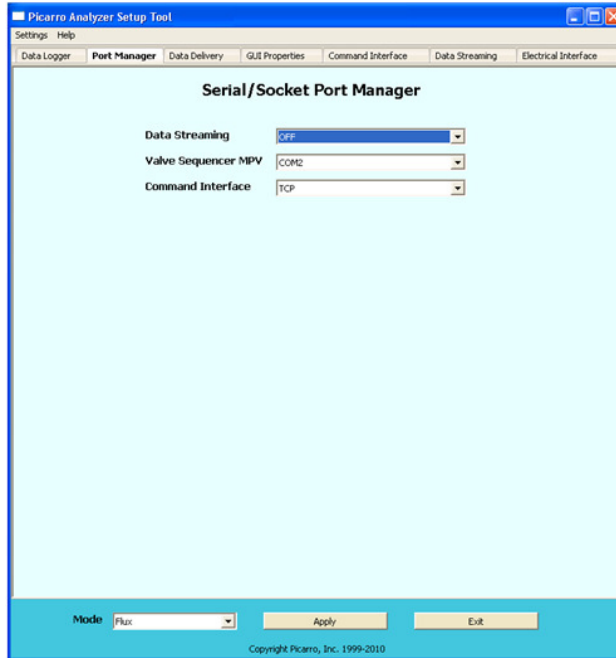 Picarro Analyzer Setup Tool
Settings Help
Data Logger Port Manager Data Delivery GUI Properties Command Interface Data Streaming Electrical Interface
Serial/Socket Port Manager
Data Streaming OFF
Valve Sequencer MPV COM2
Command Interface TCP
Mode Flux Apply Exit
Copyright Picarro, Inc. 1999-2010